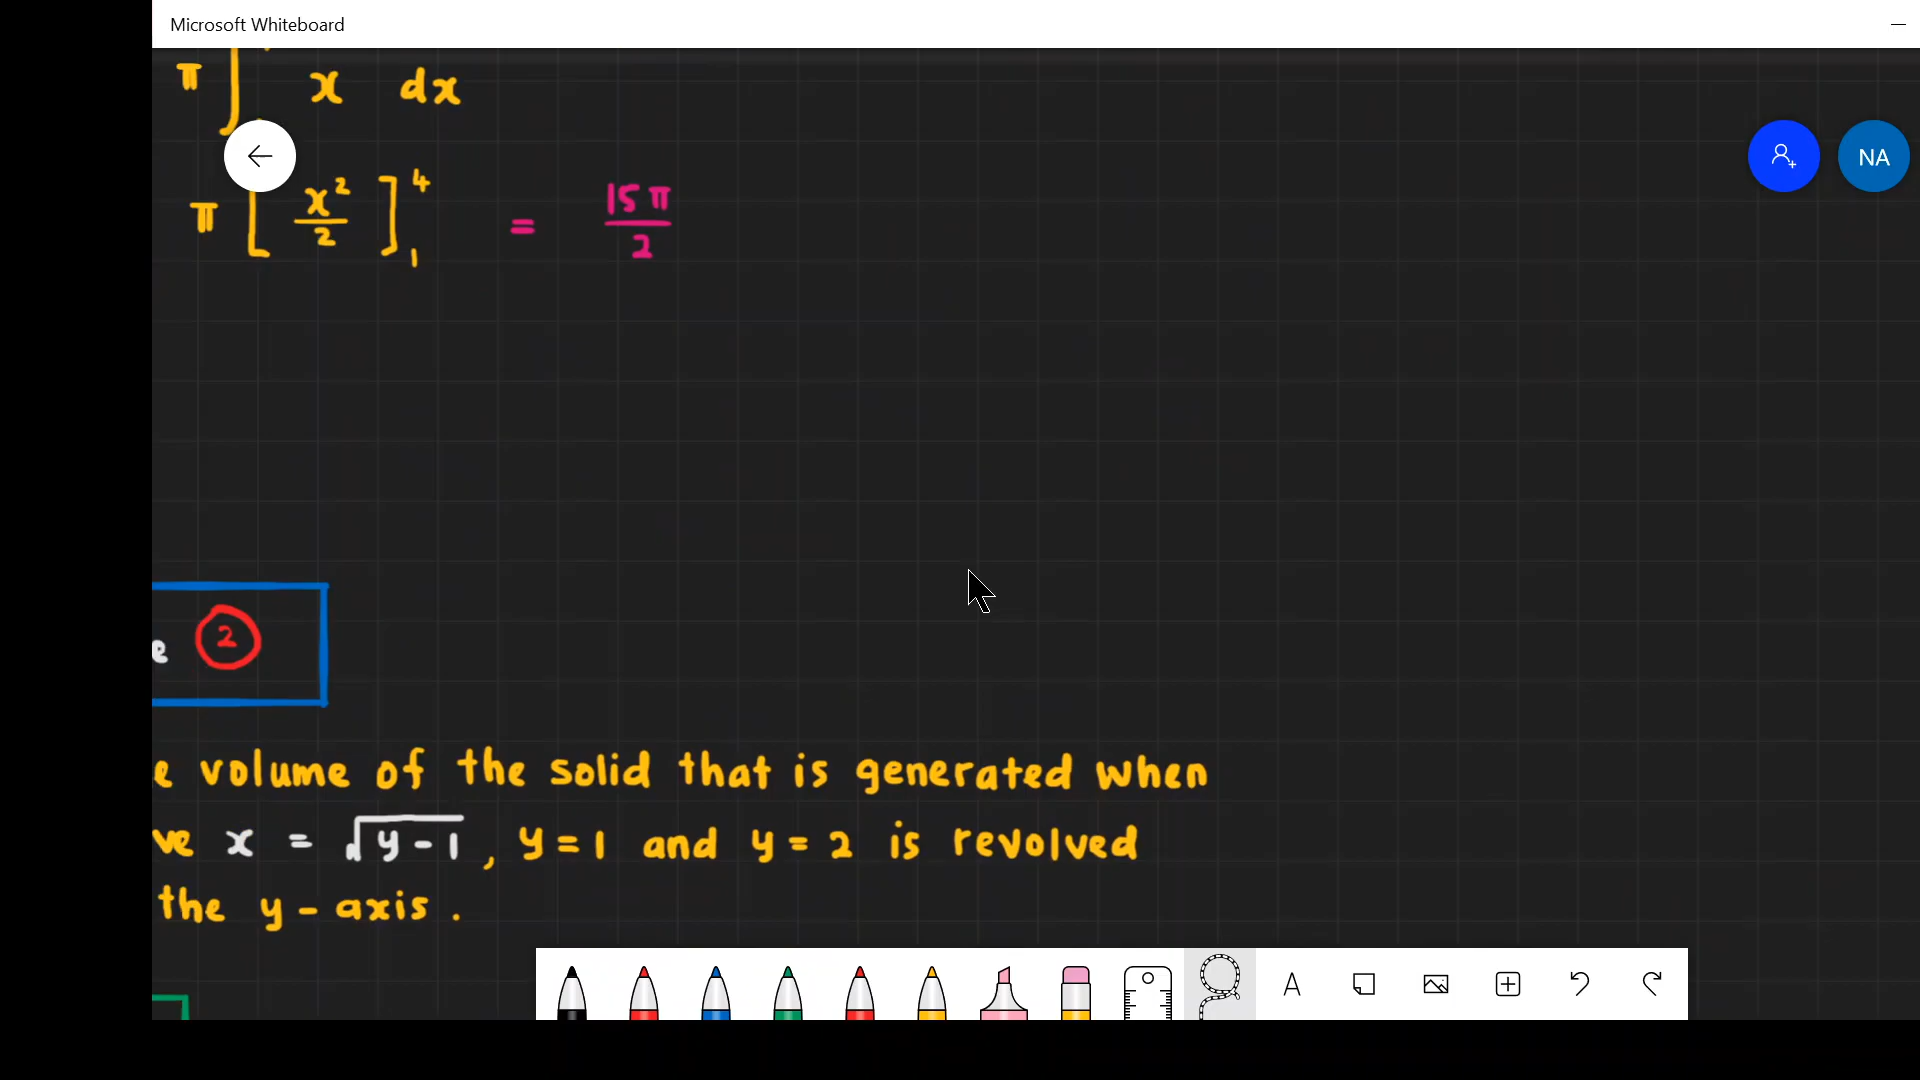 Microsoft Whiteboard
π ∫ x dx
NA
π [ x²/2 ]⁴₁ = 15π/2
e 2
e volume of the solid that is generated when
ve x = √(y-1), y = 1 and y = 2 is revolved
the y-axis.
A